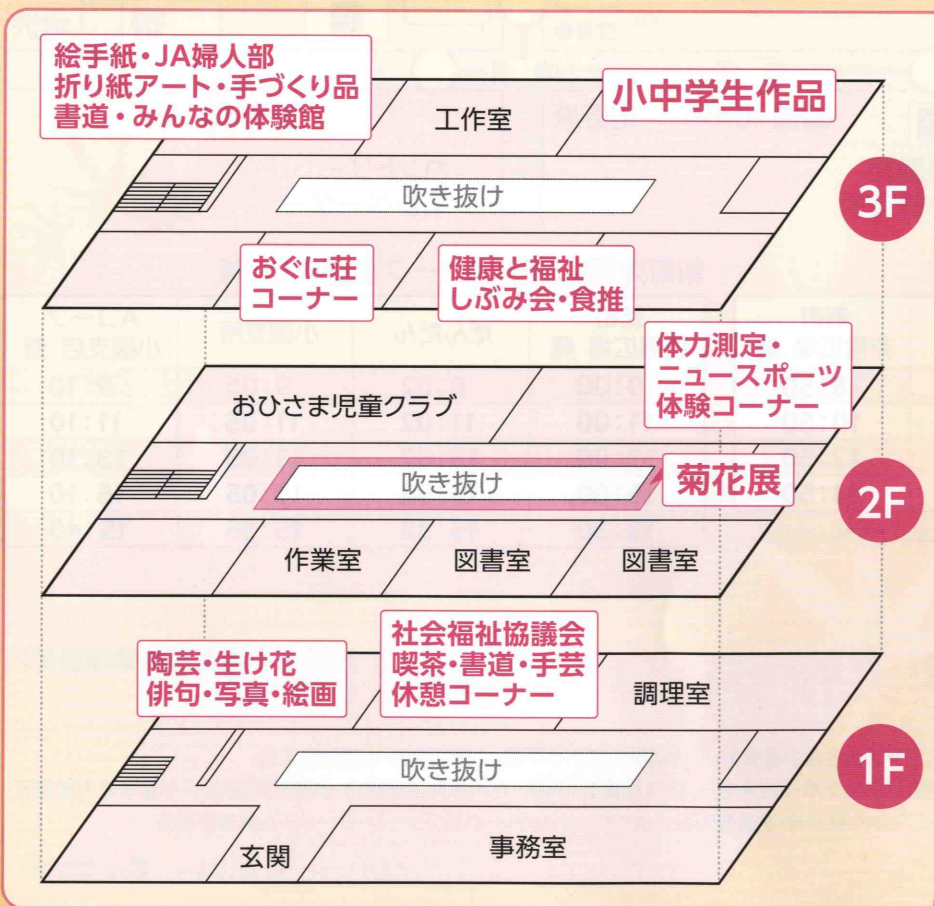 絵手紙・JA婦人部
折り紙アート・手づくり品
書道・みんなの体験館
工作室
小中学生作品
吹き抜け
3F
おぐに荘
コーナー
健康と福祉
しぶみ会・食推
体力測定・
ニュースポーツ
体験コーナー
おひさま児童クラブ
吹き抜け
菊花展
2F
作業室
図書室
図書室
社会福祉協議会
喫茶・書道・手芸
休憩コーナー
陶芸・生け花
俳句・写真・絵画
調理室
吹き抜け
1F
玄関
事務室